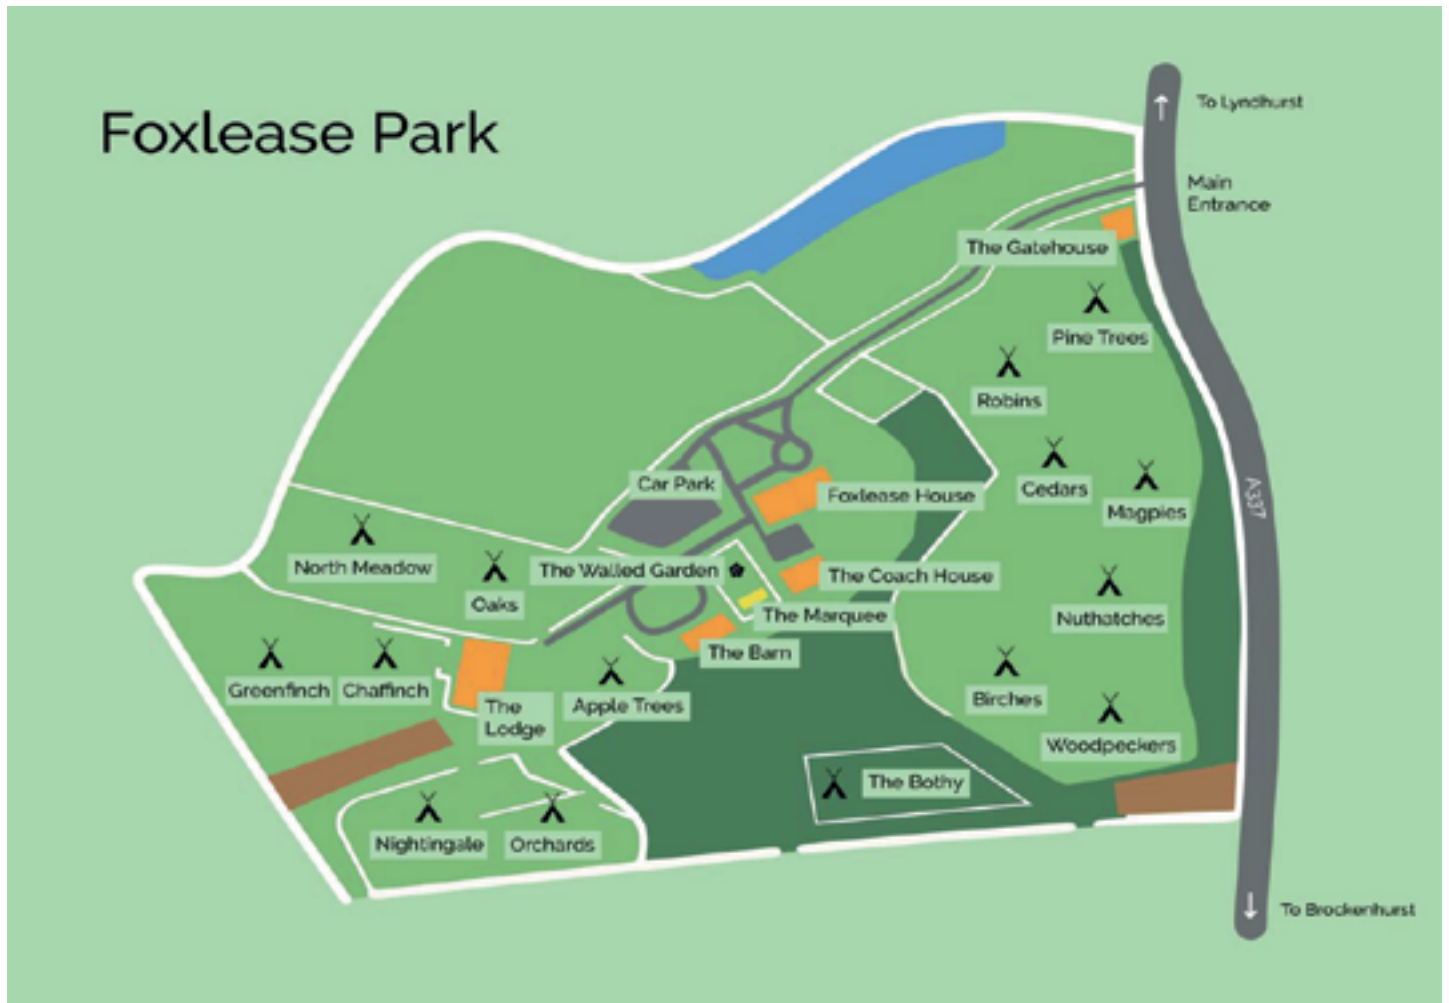 Foxlease Park
To Lyndhurst
Main
Entrance
The Gatehouse
Pine Trees
Robins
Car Park
Foxlease House
Cedars
Magpies
A337
North Meadow
The Walled Garden
The Coach House
Oaks
The Marquee
Nuthatches
The Barn
Greenfinch
Chaffinch
The
Lodge
Apple Trees
Birches
Woodpeckers
The Bothy
Nightingale
Orchards
To Brockenhurst